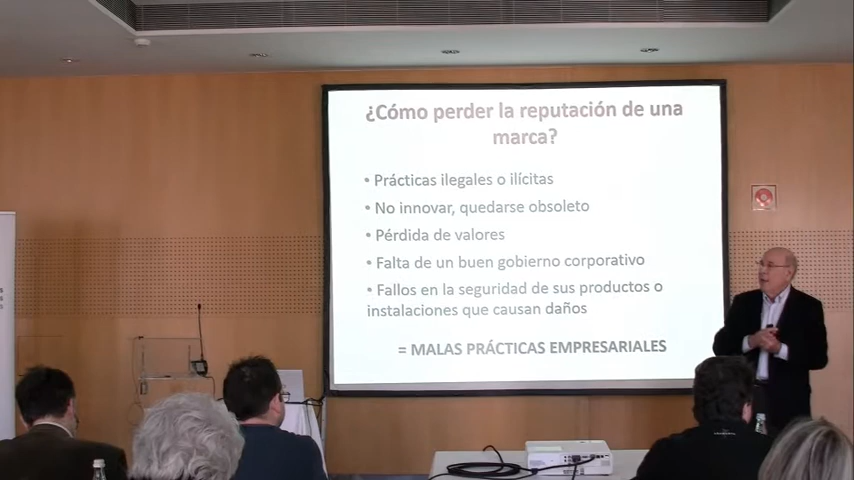 ¿Cómo perder la reputación de una
marca?
• Prácticas ilegales o ilícitas
• No innovar, quedarse obsoleto
• Pérdida de valores
• Falta de un buen gobierno corporativo
• Fallos en la seguridad de sus productos o
instalaciones que causan daños
= MALAS PRÁCTICAS EMPRESARIALES